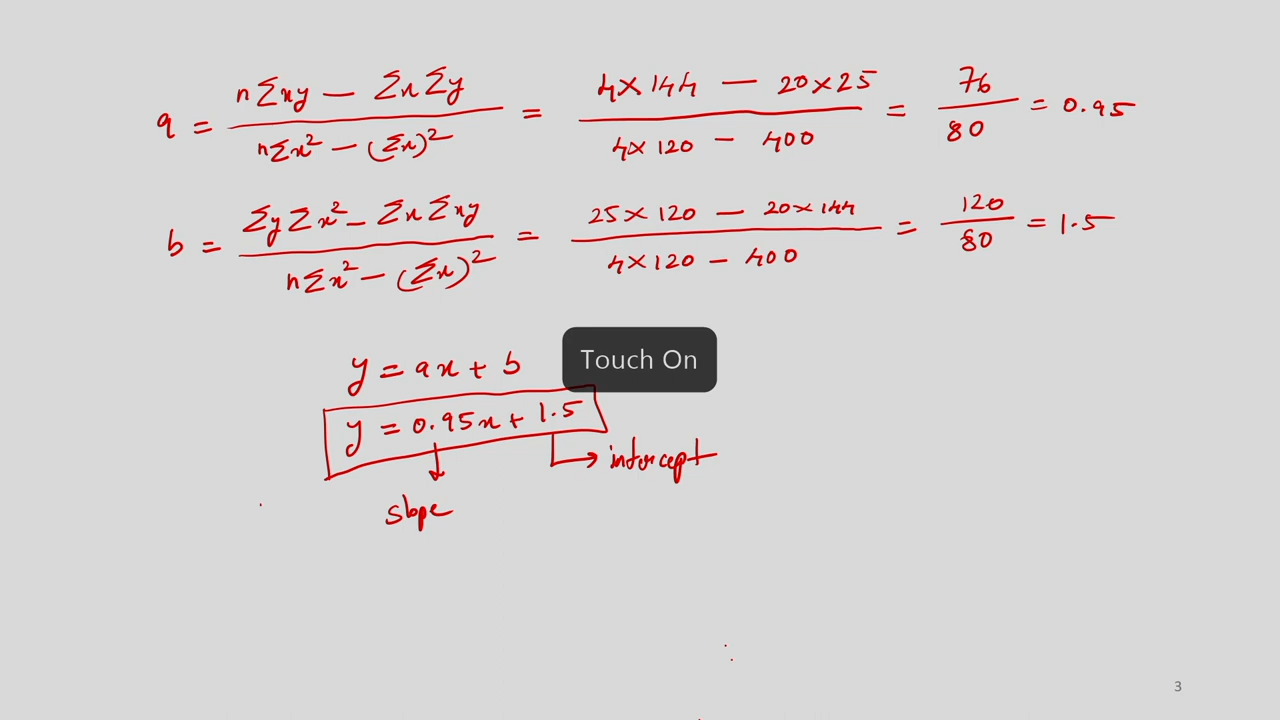 a = (nΣxy − ΣxΣy) / (nΣx² − (Σx)²) = (4×144 − 20×25) / (4×120 − 400) = 76/80 = 0.95
b = (ΣyΣx² − ΣxΣxy) / (nΣx² − (Σx)²) = (25×120 − 20×144) / (4×120 − 400) = 120/80 = 1.5
y = ax + b
Touch On
y = 0.95x + 1.5
intercept
slope
3